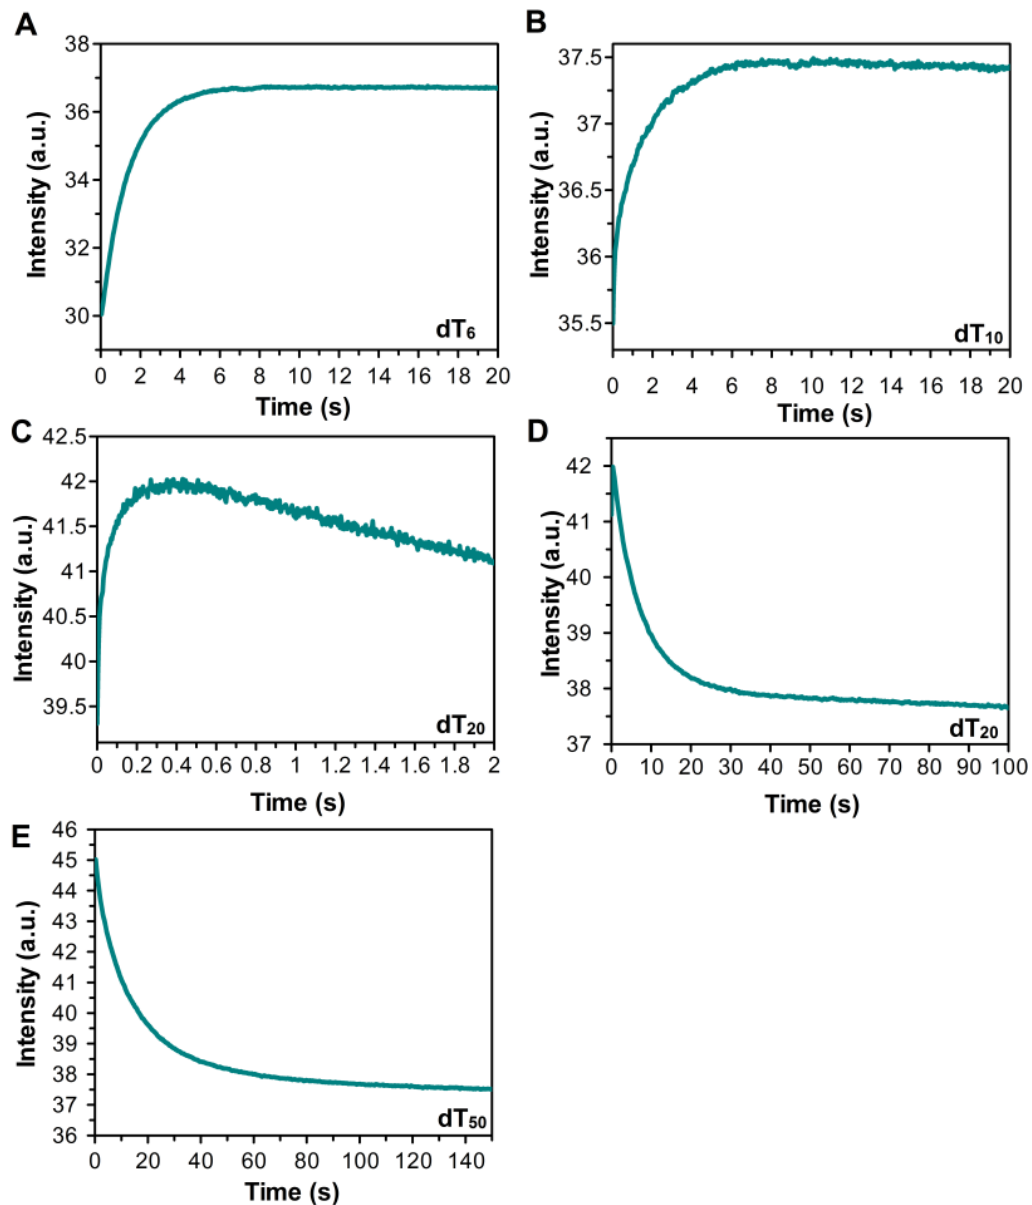 A
38
36
34
32
30
Intensity (a.u.)
dT6
0 2 4 6 8 10 12 14 16 18 20
Time (s)
B
37.5
37
36.5
36
35.5
Intensity (a.u.)
dT10
0 2 4 6 8 10 12 14 16 18 20
Time (s)
C
42.5
42
41.5
41
40.5
40
39.5
Intensity (a.u.)
dT20
0 0.2 0.4 0.6 0.8 1 1.2 1.4 1.6 1.8 2
Time (s)
D
42
41
40
39
38
37
Intensity (a.u.)
dT20
0 10 20 30 40 50 60 70 80 90 100
Time (s)
E
46
45
44
43
42
41
40
39
38
37
36
Intensity (a.u.)
dT50
0 20 40 60 80 100 120 140
Time (s)